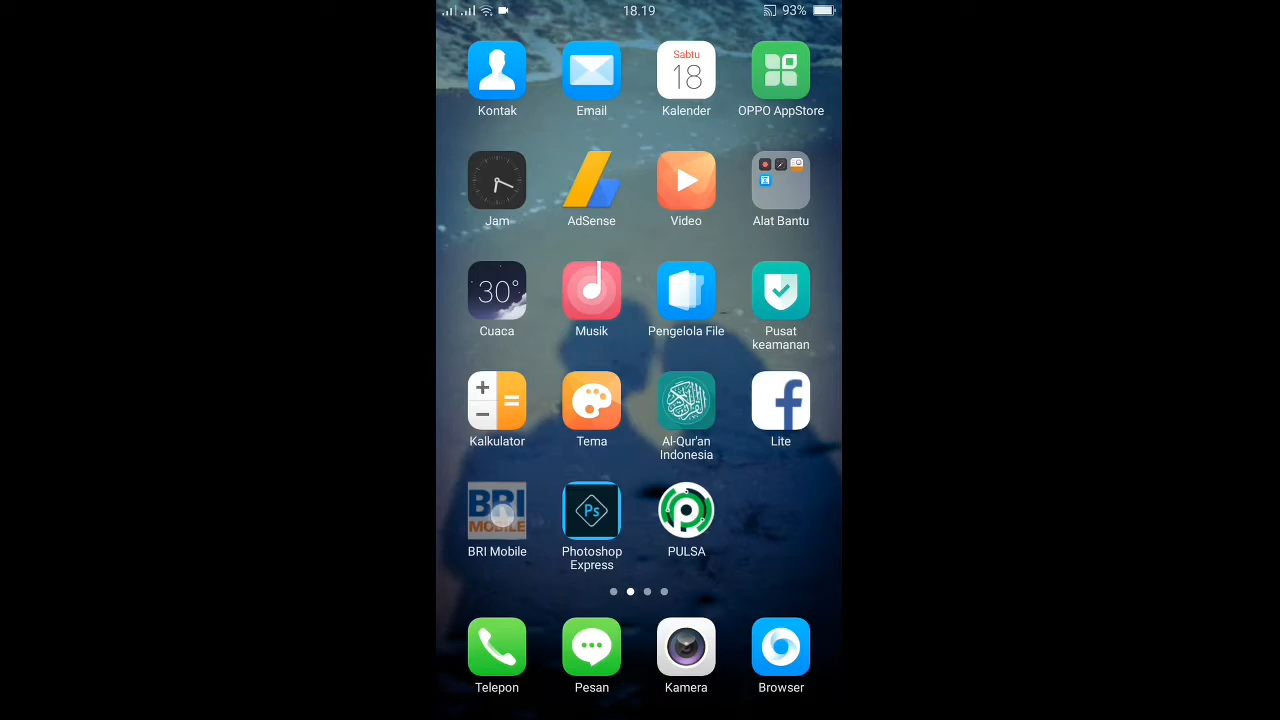 18.19
93%
Sabtu
18
Kontak
Email
Kalender
OPPO AppStore
Jam
AdSense
Video
Alat Bantu
30°
Cuaca
Musik
Pengelola File
Pusat
keamanan
Kalkulator
Tema
Al-Qur'an
Indonesia
Lite
BRI
MOBILE
Ps
BRI Mobile
Photoshop
Express
PULSA
Telepon
Pesan
Kamera
Browser